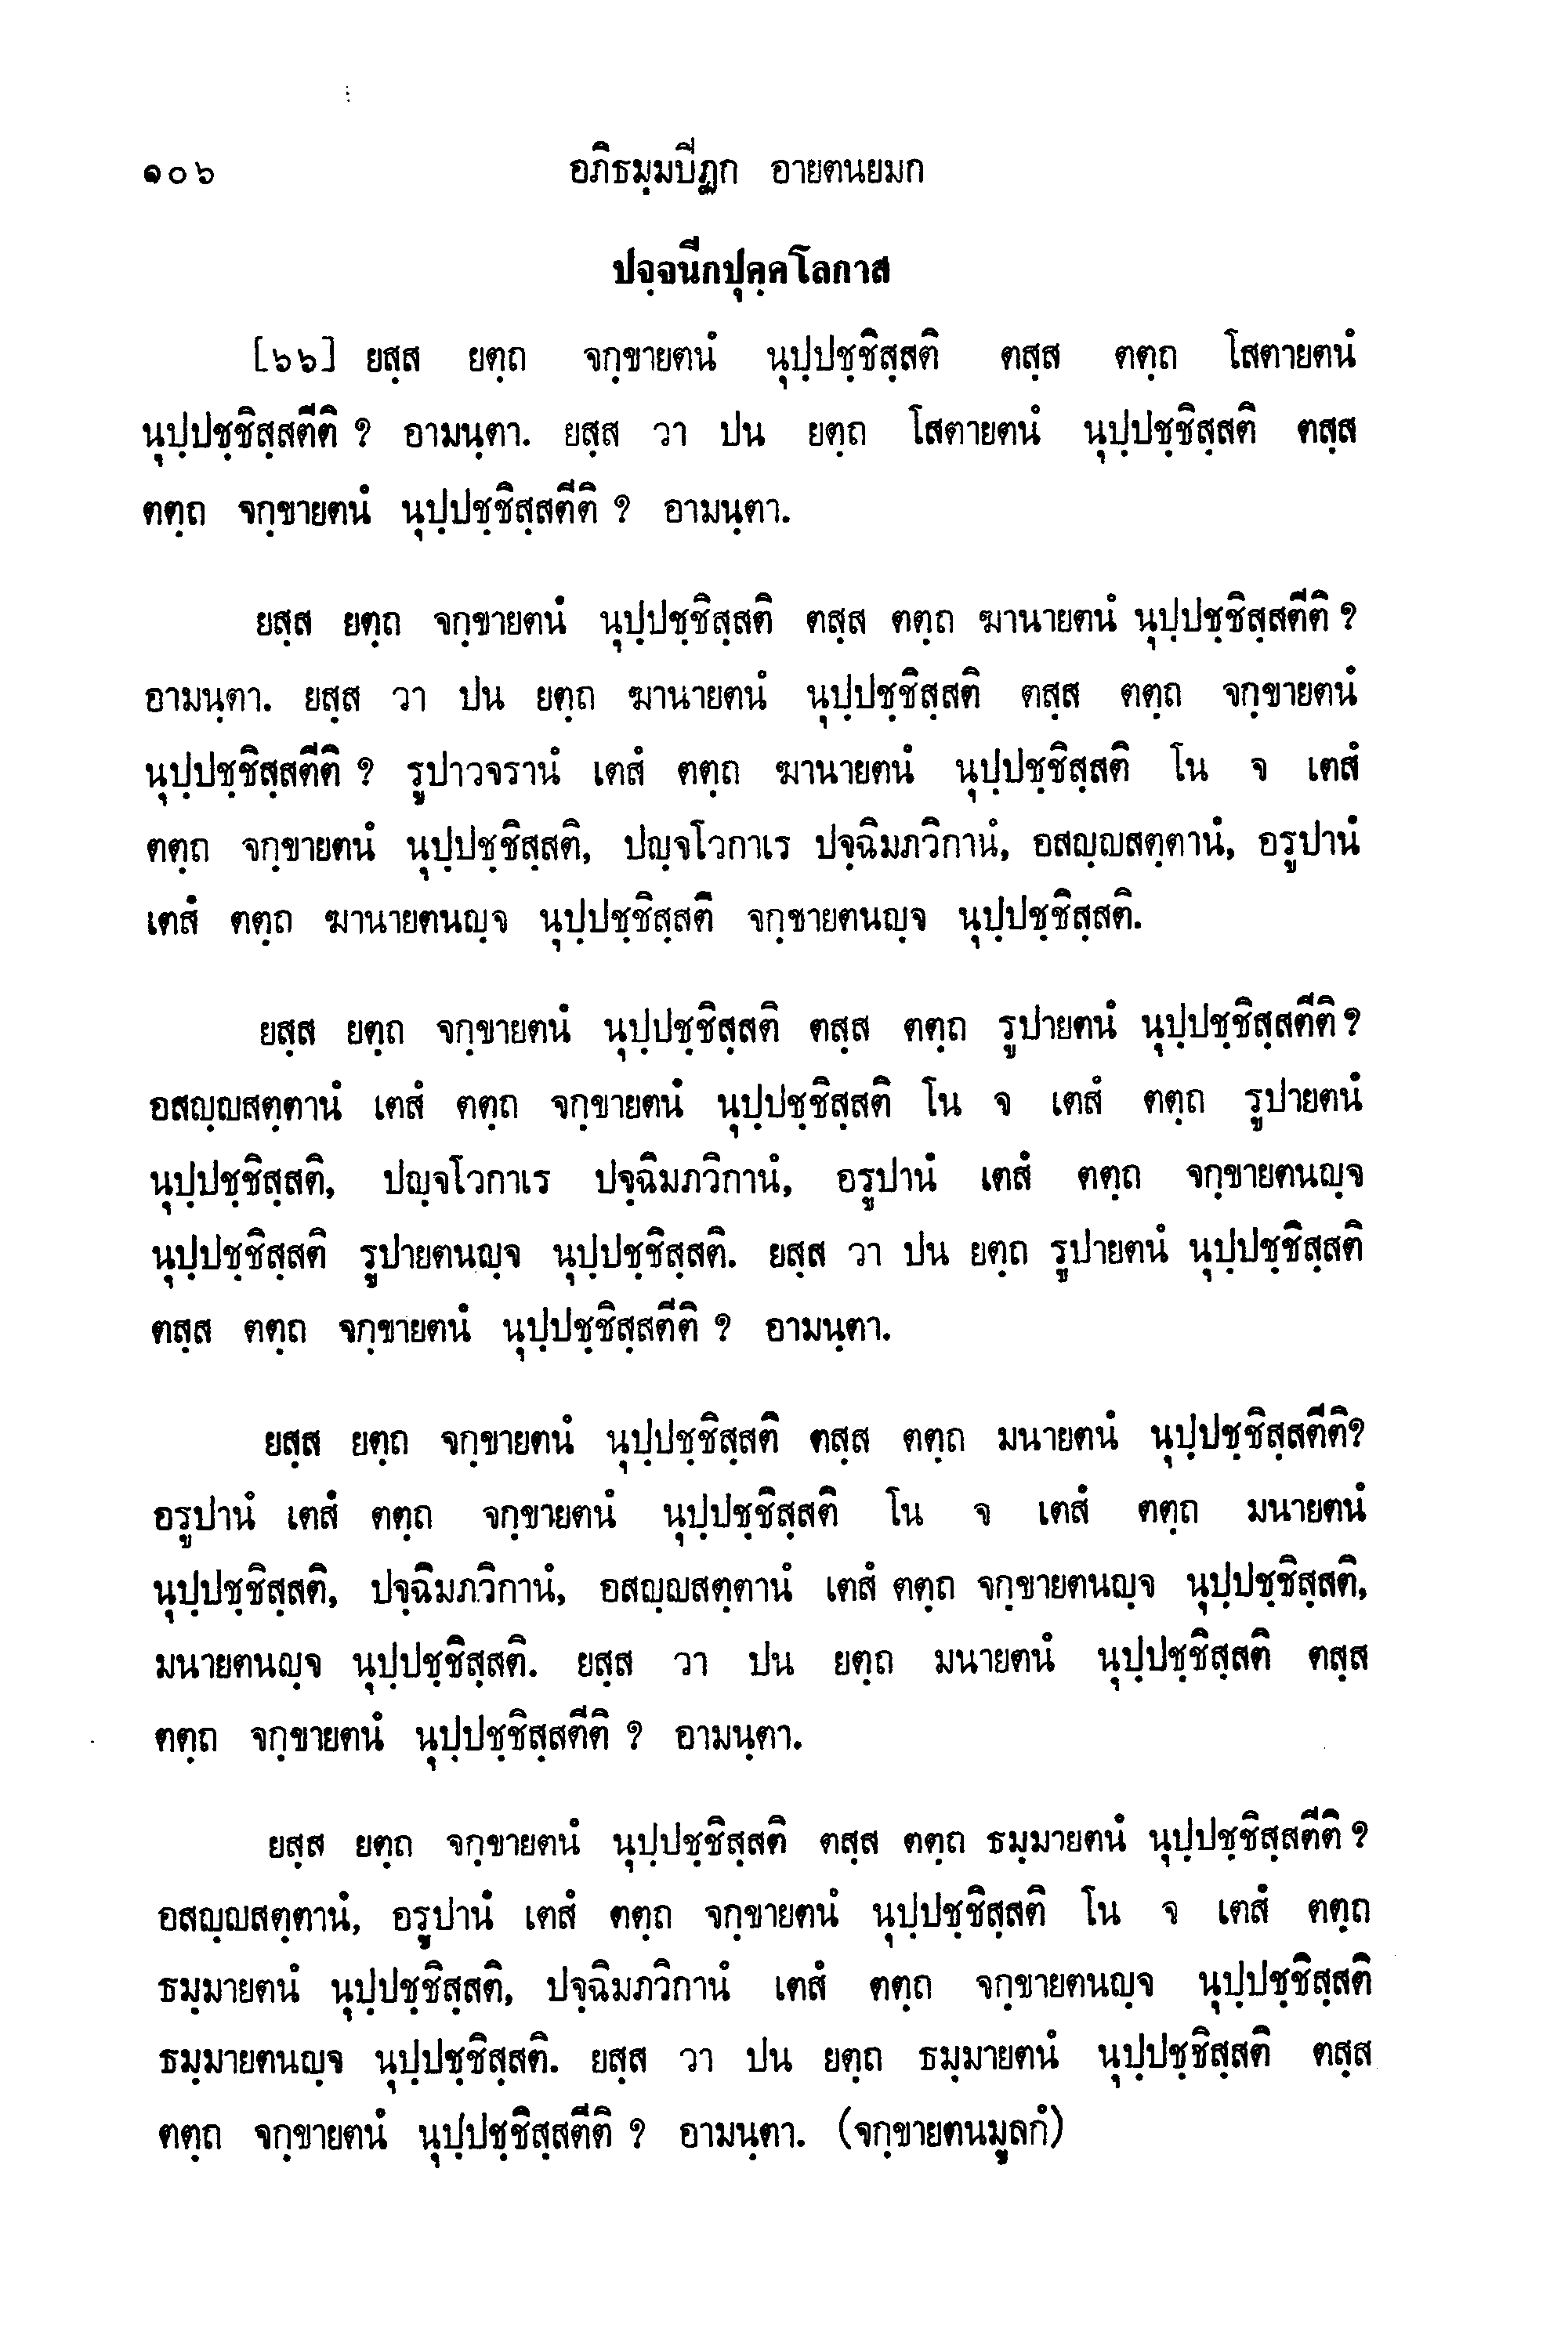 ๑๐๖ อภิธมฺมปิฏก อายตนยมก
ปจฺจนีกปุคฺคโลกาส
[๖๖] ยสฺส ยตฺถ จกฺขายตนํ นุปฺปชฺชิสฺสติ ตสฺส ตตฺถ โสตายตนํ
นุปฺปชฺชิสฺสตีติ ? อามนฺตา. ยสฺส วา ปน ยตฺถ โสตายตนํ นุปฺปชฺชิสฺสติ ตสฺส
ตตฺถ จกฺขายตนํ นุปฺปชฺชิสฺสตีติ ? อามนฺตา.
ยสฺส ยตฺถ จกฺขายตนํ นุปฺปชฺชิสฺสติ ตสฺส ตตฺถ ฆานายตนํ นุปฺปชฺชิสฺสตีติ ?
อามนฺตา. ยสฺส วา ปน ยตฺถ ฆานายตนํ นุปฺปชฺชิสฺสติ ตสฺส ตตฺถ จกฺขายตนํ
นุปฺปชฺชิสฺสตีติ ? รูปาวจรานํ เตสํ ตตฺถ ฆานายตนํ นุปฺปชฺชิสฺสติ โน จ เตสํ
ตตฺถ จกฺขายตนํ นุปฺปชฺชิสฺสติ, ปญฺจโวกาเร ปจฺฉิมภวิกานํ, อสญฺญสตฺตานํ, อรูปานํ
เตสํ ตตฺถ ฆานายตนญฺจ นุปฺปชฺชิสฺสติ จกฺขายตนญฺจ นุปฺปชฺชิสฺสติ.
ยสฺส ยตฺถ จกฺขายตนํ นุปฺปชฺชิสฺสติ ตสฺส ตตฺถ รูปายตนํ นุปฺปชฺชิสฺสตีติ ?
อสญฺญสตฺตานํ เตสํ ตตฺถ จกฺขายตนํ นุปฺปชฺชิสฺสติ โน จ เตสํ ตตฺถ รูปายตนํ
นุปฺปชฺชิสฺสติ, ปญฺจโวกาเร ปจฺฉิมภวิกานํ, อรูปานํ เตสํ ตตฺถ จกฺขายตนญฺจ
นุปฺปชฺชิสฺสติ รูปายตนญฺจ นุปฺปชฺชิสฺสติ. ยสฺส วา ปน ยตฺถ รูปายตนํ นุปฺปชฺชิสฺสติ
ตสฺส ตตฺถ จกฺขายตนํ นุปฺปชฺชิสฺสตีติ ? อามนฺตา.
ยสฺส ยตฺถ จกฺขายตนํ นุปฺปชฺชิสฺสติ ตสฺส ตตฺถ มนายตนํ นุปฺปชฺชิสฺสตีติ?
อรูปานํ เตสํ ตตฺถ จกฺขายตนํ นุปฺปชฺชิสฺสติ โน จ เตสํ ตตฺถ มนายตนํ
นุปฺปชฺชิสฺสติ, ปจฺฉิมภวิกานํ, อสญฺญสตฺตานํ เตสํ ตตฺถ จกฺขายตนญฺจ นุปฺปชฺชิสฺสติ,
มนายตนญฺจ นุปฺปชฺชิสฺสติ. ยสฺส วา ปน ยตฺถ มนายตนํ นุปฺปชฺชิสฺสติ ตสฺส
ตตฺถ จกฺขายตนํ นุปฺปชฺชิสฺสตีติ ? อามนฺตา.
ยสฺส ยตฺถ จกฺขายตนํ นุปฺปชฺชิสฺสติ ตสฺส ตตฺถ ธมฺมายตนํ นุปฺปชฺชิสฺสตีติ ?
อสญฺญสตฺตานํ, อรูปานํ เตสํ ตตฺถ จกฺขายตนํ นุปฺปชฺชิสฺสติ โน จ เตสํ ตตฺถ
ธมฺมายตนํ นุปฺปชฺชิสฺสติ, ปจฺฉิมภวิกานํ เตสํ ตตฺถ จกฺขายตนญฺจ นุปฺปชฺชิสฺสติ
ธมฺมายตนญฺจ นุปฺปชฺชิสฺสติ. ยสฺส วา ปน ยตฺถ ธมฺมายตนํ นุปฺปชฺชิสฺสติ ตสฺส
ตตฺถ จกฺขายตนํ นุปฺปชฺชิสฺสตีติ ? อามนฺตา. (จกฺขายตนมูลกํ)